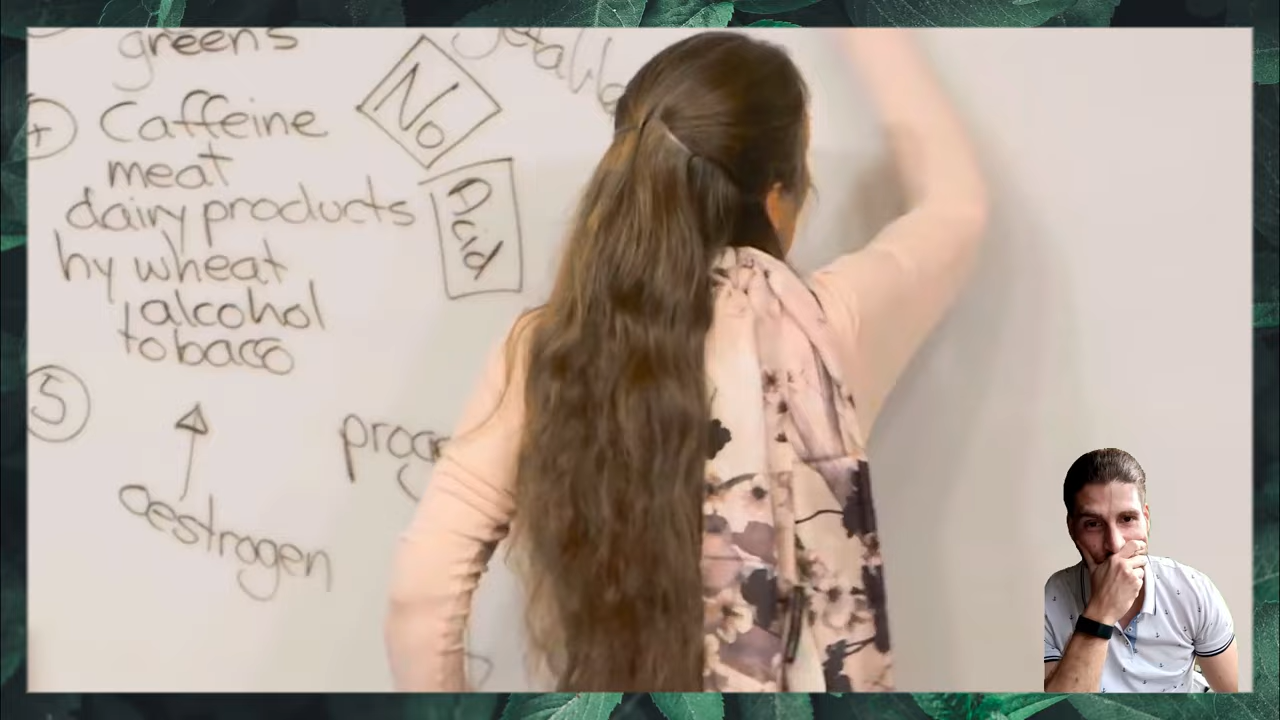 greens
+ Caffeine
meat
dairy products
hy wheat
alcohol
tobacco
No
Acid
5
oestrogen